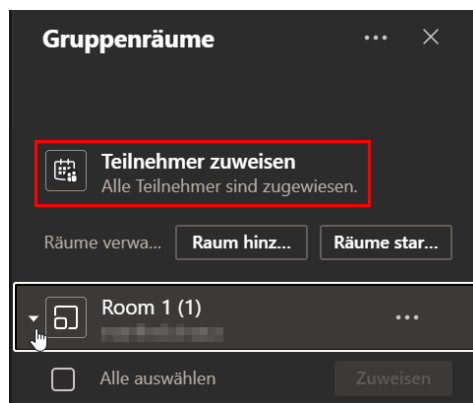 Gruppenräume
Teilnehmer zuweisen
Alle Teilnehmer sind zugewiesen.
Räume verwa... Raum hinz... Räume star...
Room 1 (1)
Alle auswählen Zuweisen